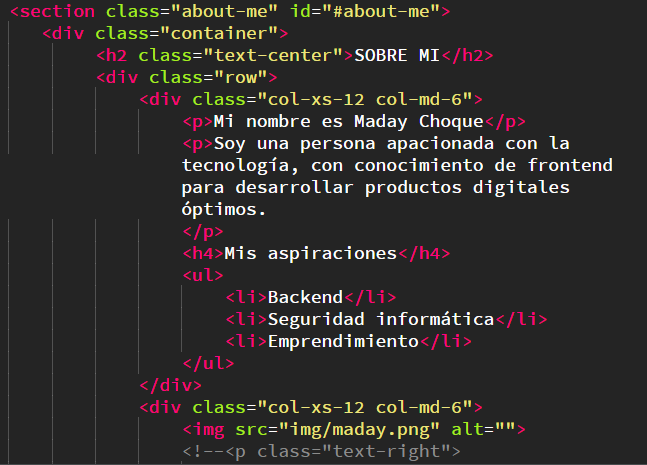 <section class="about-me" id="#about-me">
<div class="container">
<h2 class="text-center">SOBRE MI</h2>
<div class="row">
<div class="col-xs-12 col-md-6">
<p>Mi nombre es Maday Choque</p>
<p>Soy una persona apacionada con la
tecnología, con conocimiento de frontend
para desarrollar productos digitales
óptimos.
</p>
<h4>Mis aspiraciones</h4>
<ul>
<li>Backend</li>
<li>Seguridad informática</li>
<li>Emprendimiento</li>
</ul>
</div>
<div class="col-xs-12 col-md-6">
<img src="img/maday.png" alt="">
<!--<p class="text-right">